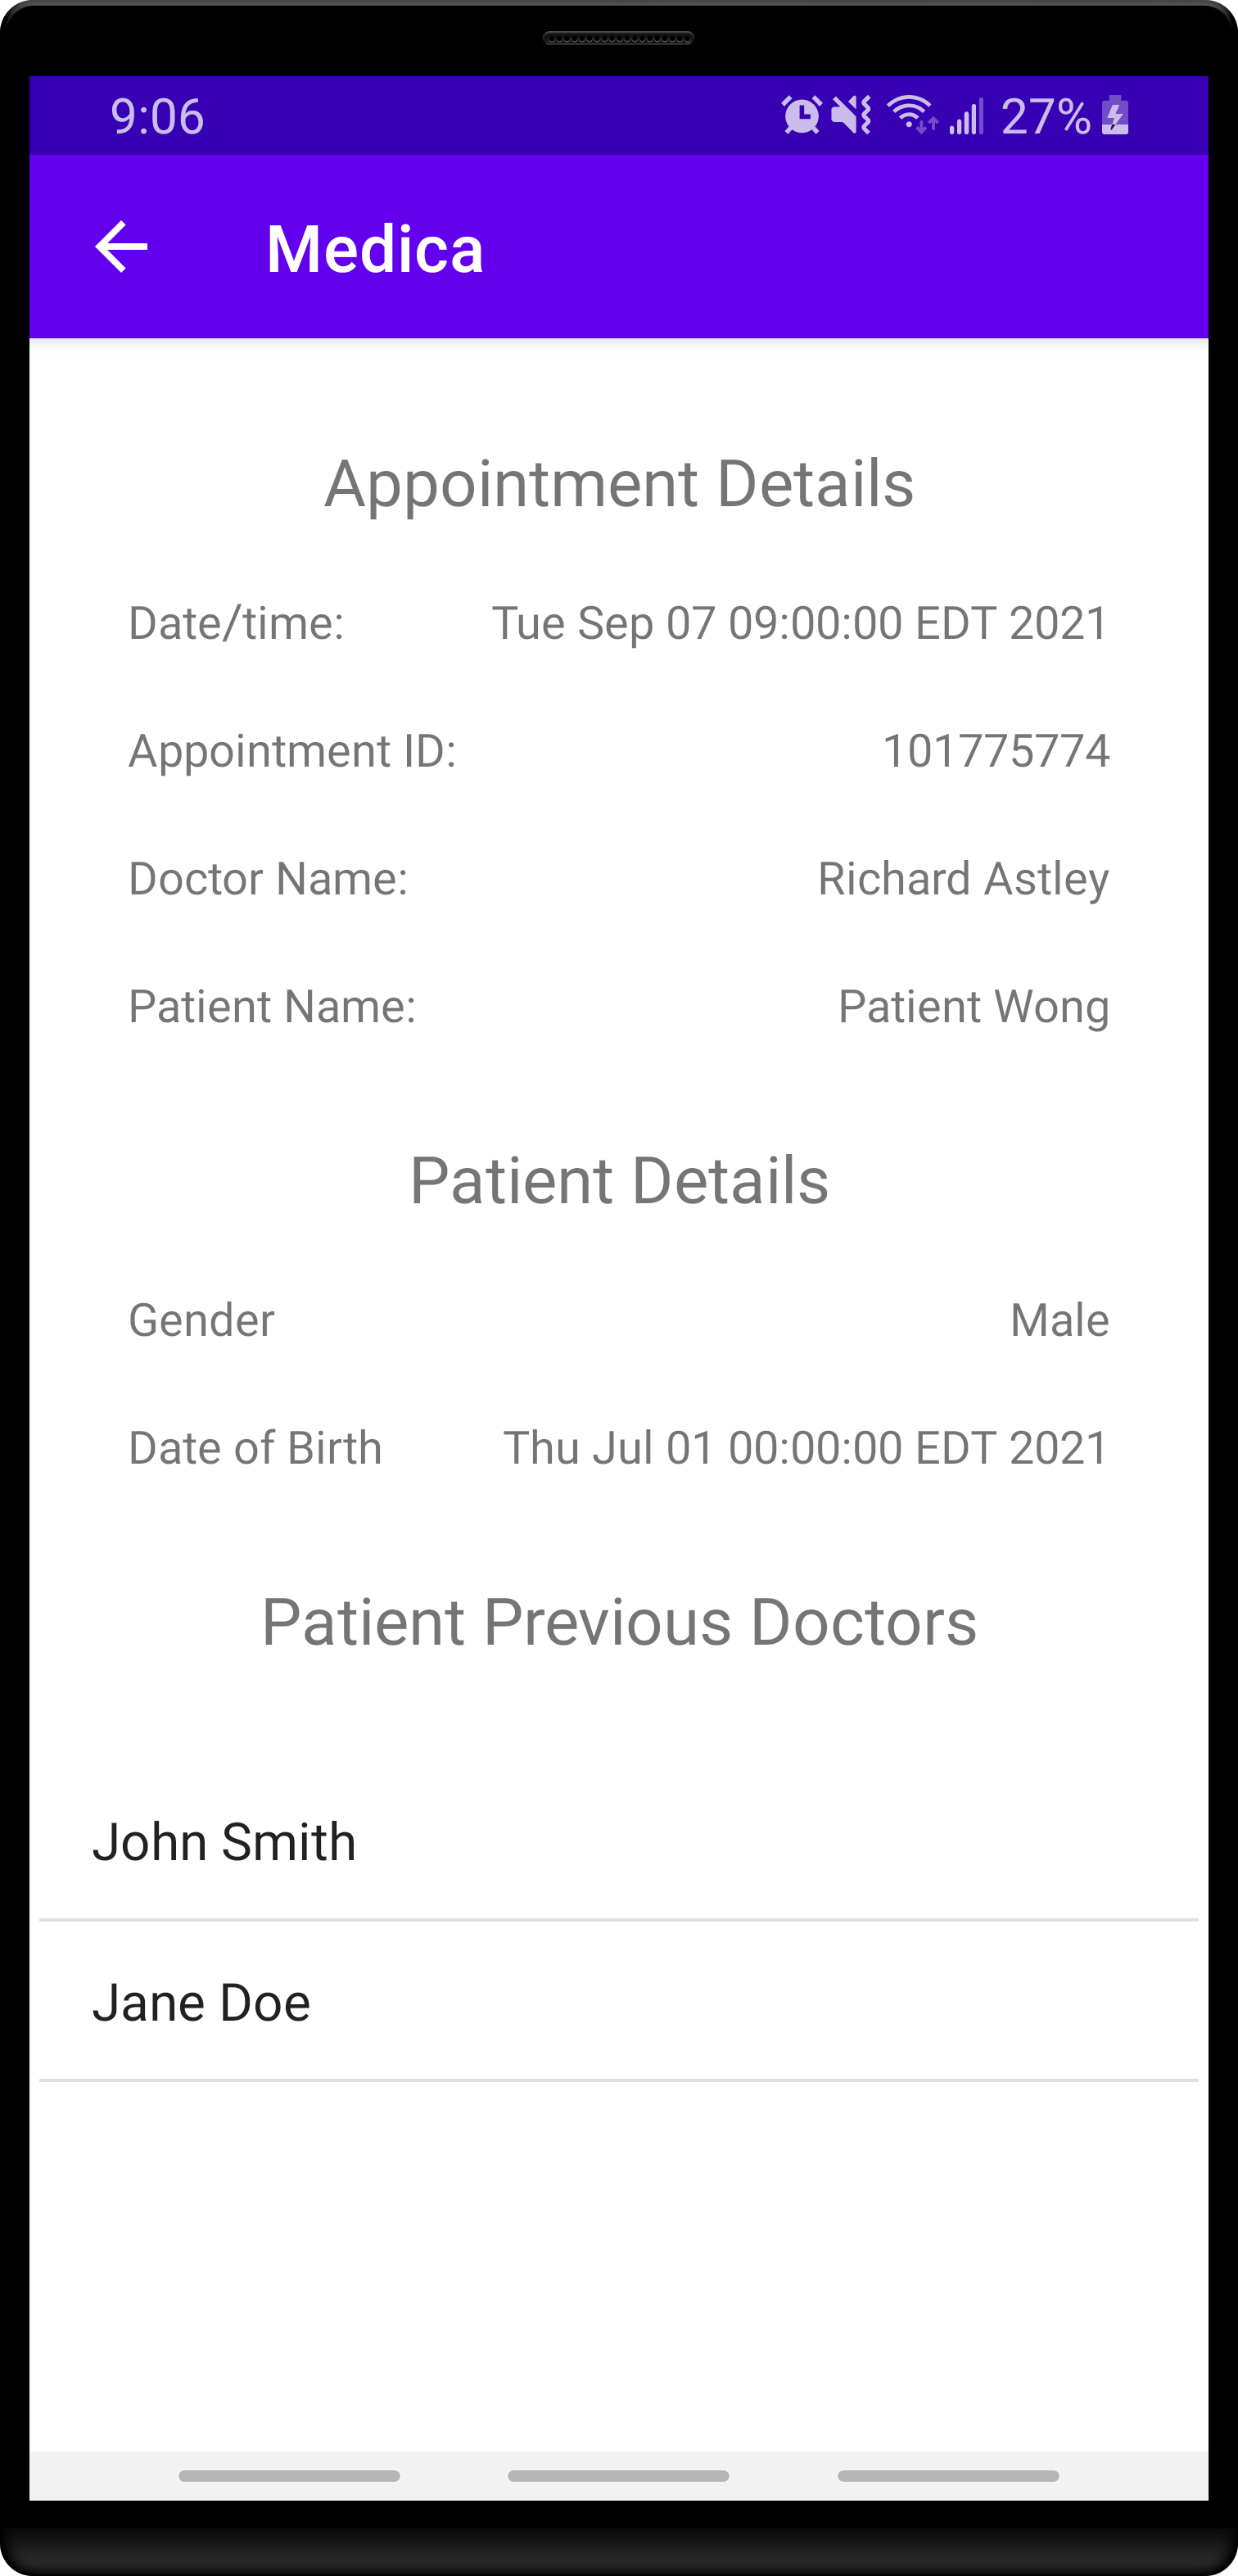 9:06 27%
Medica
Appointment Details
Date/time: Tue Sep 07 09:00:00 EDT 2021
Appointment ID: 101775774
Doctor Name: Richard Astley
Patient Name: Patient Wong
Patient Details
Gender Male
Date of Birth Thu Jul 01 00:00:00 EDT 2021
Patient Previous Doctors
John Smith
Jane Doe